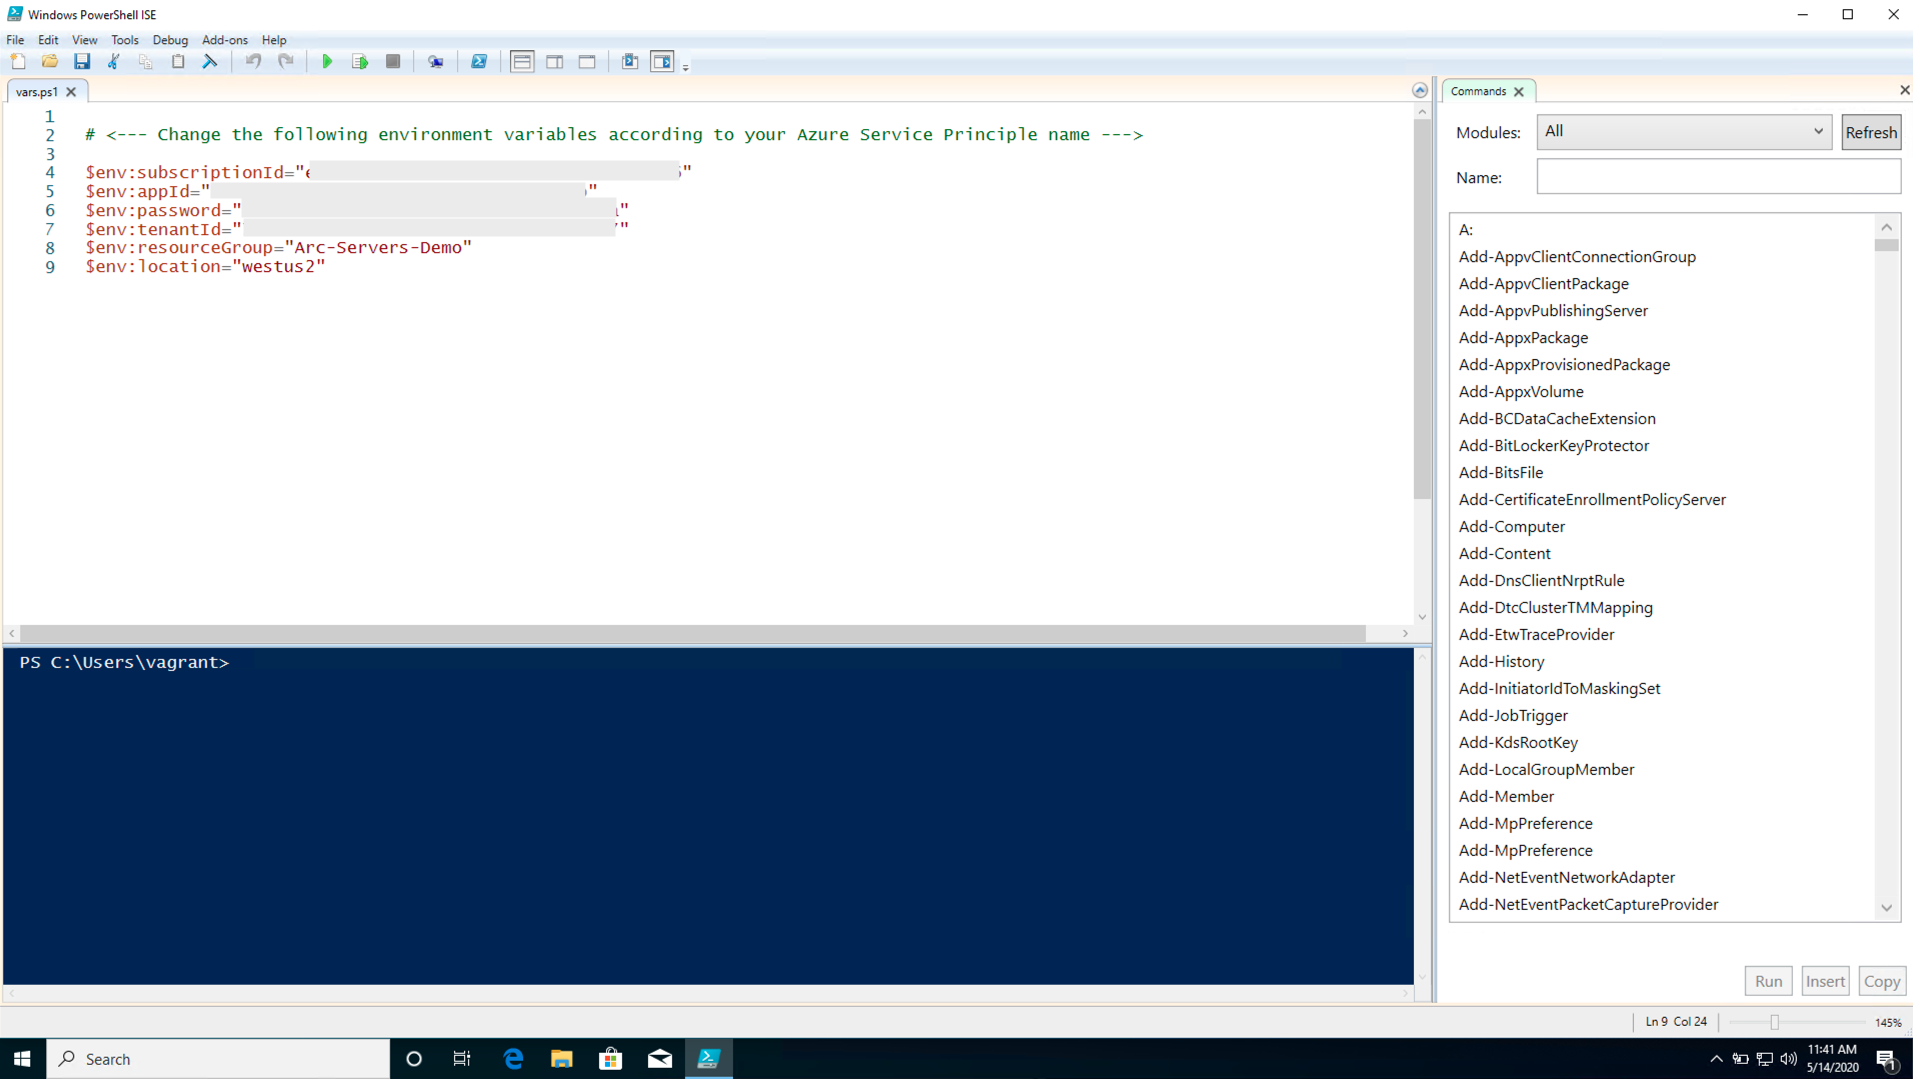 Windows PowerShell ISE
File Edit View Tools Debug Add-ons Help
vars.ps1
1
2 # <--- Change the following environment variables according to your Azure Service Principle name --->
3
4 $env:subscriptionId="e "
5 $env:appId=" "
6 $env:password=" "
7 $env:tenantId=" "
8 $env:resourceGroup="Arc-Servers-Demo"
9 $env:location="westus2"
PS C:\Users\vagrant>
Commands
Modules: All Refresh
Name:
A:
Add-AppvClientConnectionGroup
Add-AppvClientPackage
Add-AppvPublishingServer
Add-AppxPackage
Add-AppxProvisionedPackage
Add-AppxVolume
Add-BCDataCacheExtension
Add-BitLockerKeyProtector
Add-BitsFile
Add-CertificateEnrollmentPolicyServer
Add-Computer
Add-Content
Add-DnsClientNrptRule
Add-DtcClusterTMMapping
Add-EtwTraceProvider
Add-History
Add-InitiatorIdToMaskingSet
Add-JobTrigger
Add-KdsRootKey
Add-LocalGroupMember
Add-Member
Add-MpPreference
Add-MpPreference
Add-NetEventNetworkAdapter
Add-NetEventPacketCaptureProvider
Run Insert Copy
Ln 9 Col 24 145%
Search
11:41 AM
5/14/2020
1